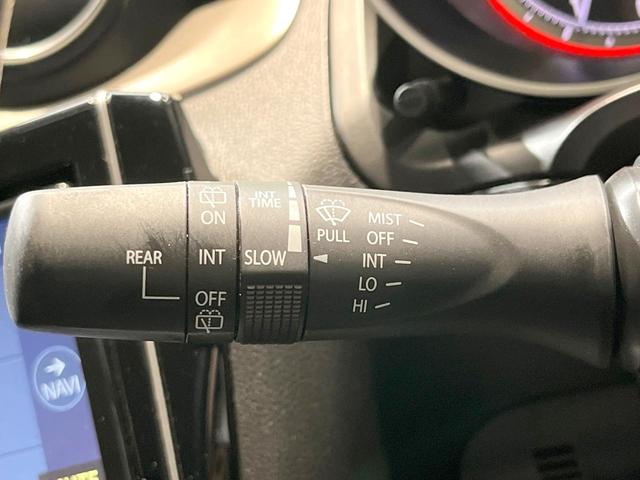 REAR
ON
INT
OFF
INT
TIME
SLOW
PULL
MIST
OFF
INT
LO
HI
NAVI